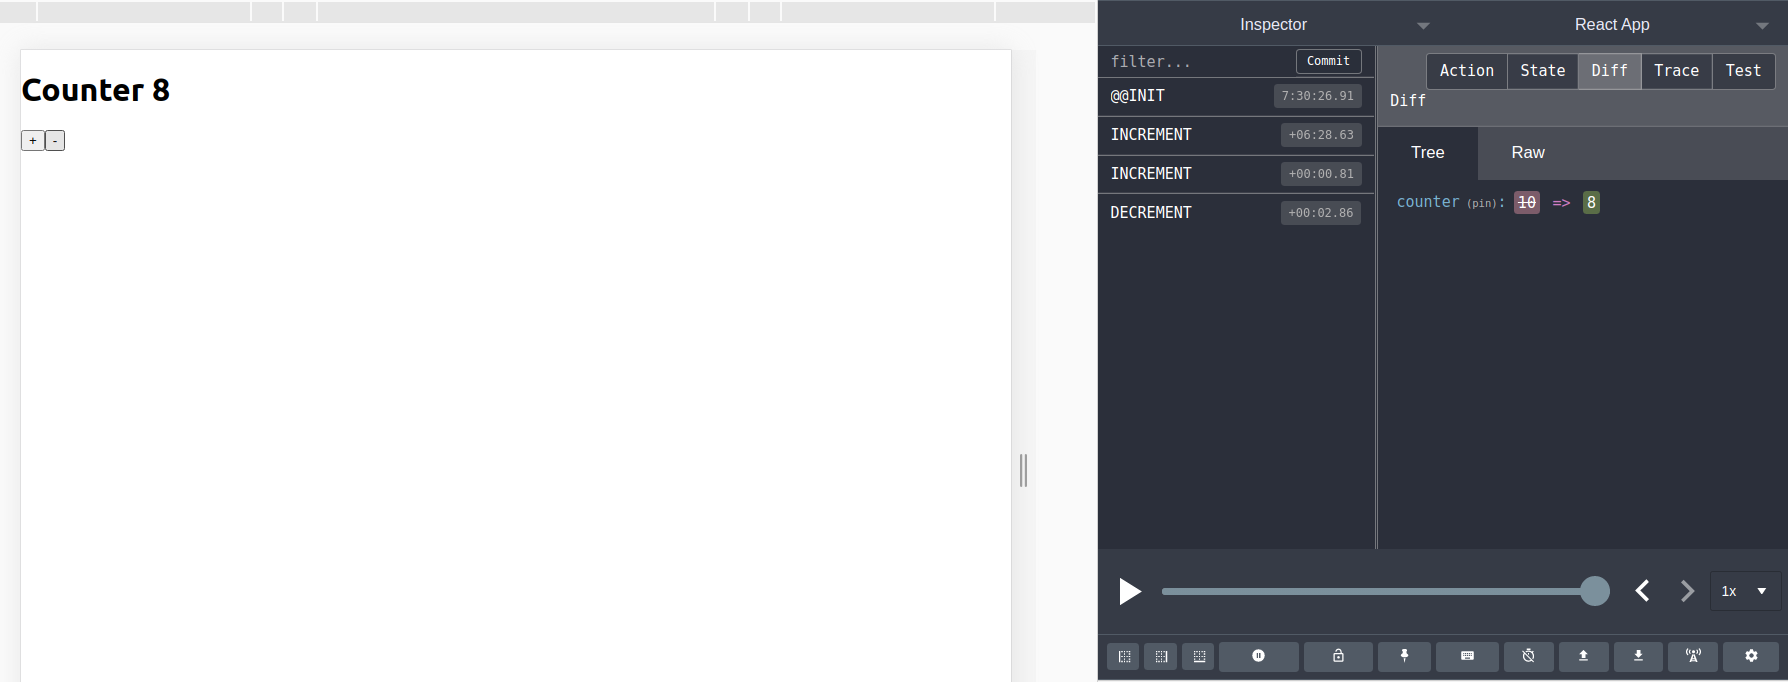 Counter 8
+ -
Inspector React App
filter... Commit
@@INIT 7:30:26.91
INCREMENT +06:28.63
INCREMENT +00:00.81
DECREMENT +00:02.86
Action State Diff Trace Test
Diff
Tree Raw
counter (pin): 10 => 8
1x